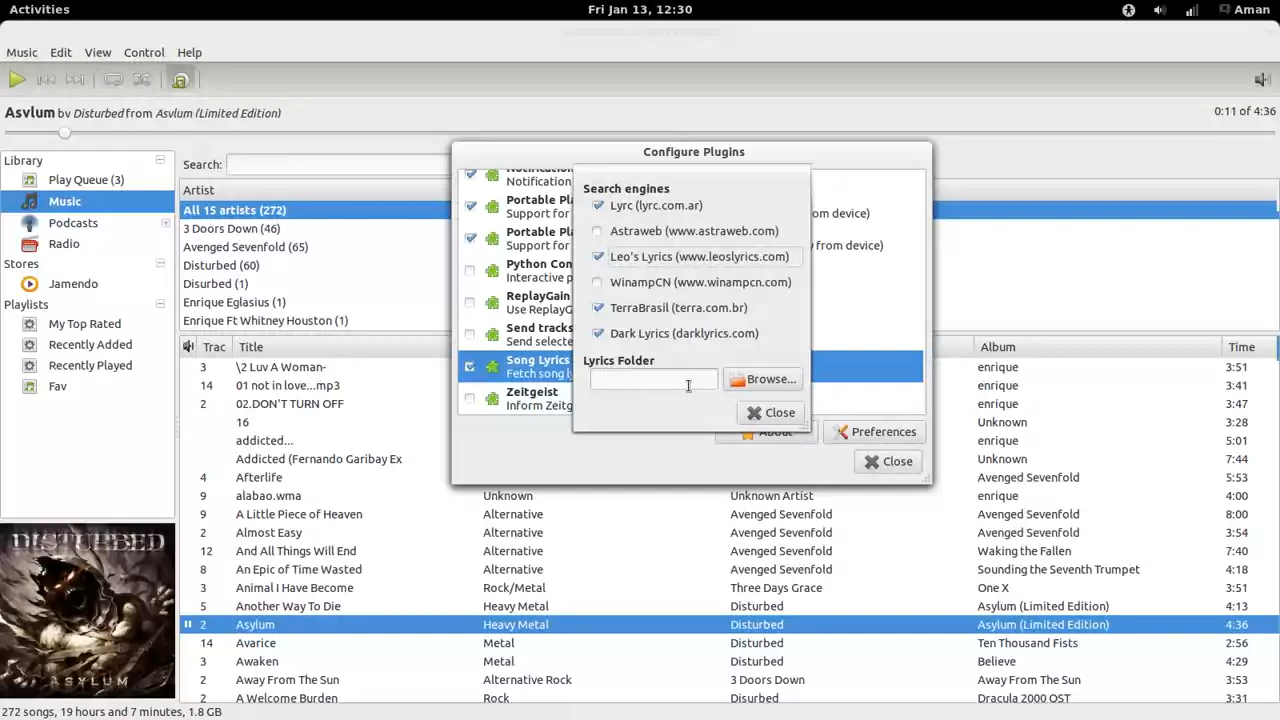 Activities
Fri Jan 13, 12:30
Aman
Music Edit View Control Help
Asylum by Disturbed from Asylum (Limited Edition)
0:11 of 4:36
Library
Play Queue (3)
Music
Podcasts
Radio
Stores
Jamendo
Playlists
My Top Rated
Recently Added
Recently Played
Fav
Search:
Artist
All 15 artists (272)
3 Doors Down (46)
Avenged Sevenfold (65)
Disturbed (60)
Disurbed (1)
Enrique Eglasius (1)
Enrique Ft Whitney Houston (1)
Configure Plugins
Notification
Notification
Portable Pla
Support for
om device)
Portable Pla
Support for
y from device)
Python Con
Interactive p
ReplayGain
Use ReplayG
Send tracks
Send selecte
Song Lyrics
Fetch song ly
Zeitgeist
Inform Zeitg
About
Preferences
Close
Search engines
Lyrc (lyrc.com.ar)
Astraweb (www.astraweb.com)
Leo's Lyrics (www.leoslyrics.com)
WinampCN (www.winampcn.com)
TerraBrasil (terra.com.br)
Dark Lyrics (darklyrics.com)
Lyrics Folder
Browse...
Close
Trac Title Album Time
3 \2 Luv A Woman- enrique 3:51
14 01 not in love...mp3 enrique 3:41
2 02.DON'T TURN OFF enrique 3:47
16 Unknown 3:28
addicted... enrique 5:01
Addicted (Fernando Garibay Ex Unknown 7:44
4 Afterlife Avenged Sevenfold 5:53
9 alabao.wma Unknown Unknown Artist enrique 4:00
9 A Little Piece of Heaven Alternative Avenged Sevenfold Avenged Sevenfold 8:00
2 Almost Easy Alternative Avenged Sevenfold Avenged Sevenfold 3:54
12 And All Things Will End Alternative Avenged Sevenfold Waking the Fallen 7:40
8 An Epic of Time Wasted Alternative Avenged Sevenfold Sounding the Seventh Trumpet 4:18
3 Animal I Have Become Rock/Metal Three Days Grace One X 3:51
5 Another Way To Die Heavy Metal Disturbed Asylum (Limited Edition) 4:13
2 Asylum Heavy Metal Disturbed Asylum (Limited Edition) 4:36
14 Avarice Metal Disturbed Ten Thousand Fists 2:56
3 Awaken Metal Disturbed Believe 4:29
2 Away From The Sun Alternative Rock 3 Doors Down Away From The Sun 3:53
2 A Welcome Burden Rock Disurbed Dracula 2000 OST 3:31
DISTURBED
ASYLUM
272 songs, 19 hours and 7 minutes, 1.8 GB